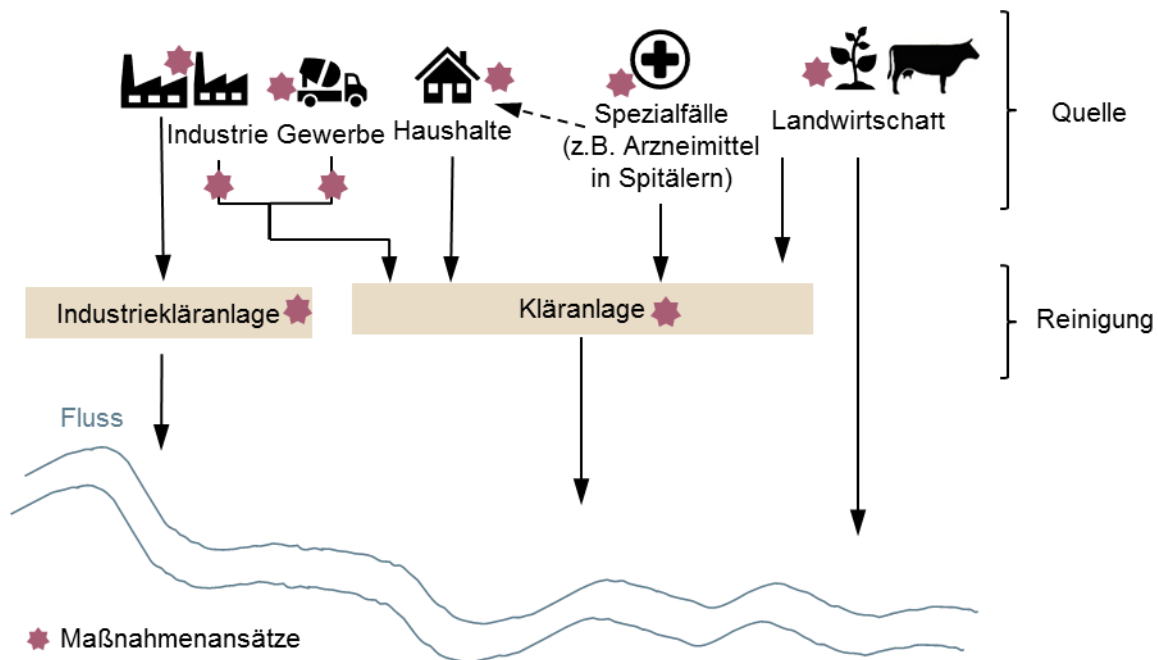 Industrie Gewerbe
Haushalte
Spezialfälle
(z.B. Arzneimittel
in Spitälern)
Landwirtschaft
Quelle
Industriekläranlage
Kläranlage
Reinigung
Fluss
Maßnahmenansätze